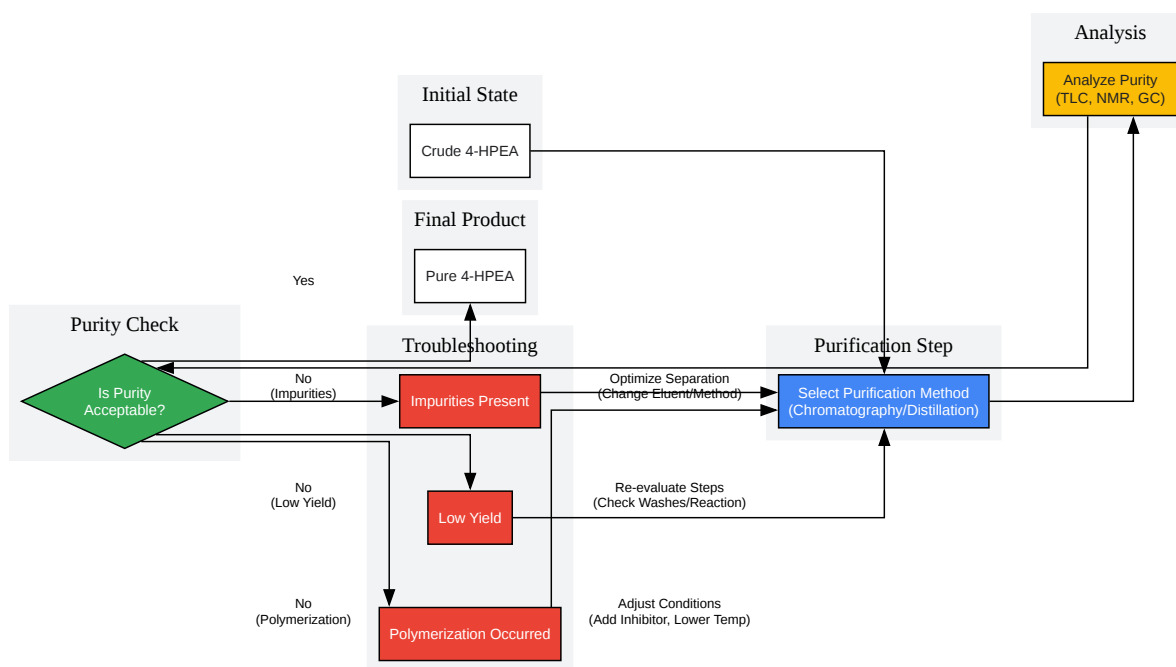 Analysis
Analyze Purity
(TLC, NMR, GC)
Initial State
Crude 4-HPEA
Final Product
Pure 4-HPEA
Yes
Purity Check
Is Purity
Acceptable?
No
(Impurities)
Troubleshooting
Impurities Present
Optimize Separation
(Change Eluent/Method)
Purification Step
Select Purification Method
(Chromatography/Distillation)
No
(Low Yield)
Low Yield
Re-evaluate Steps
(Check Washes/Reaction)
No
(Polymerization)
Polymerization Occurred
Adjust Conditions
(Add Inhibitor, Lower Temp)